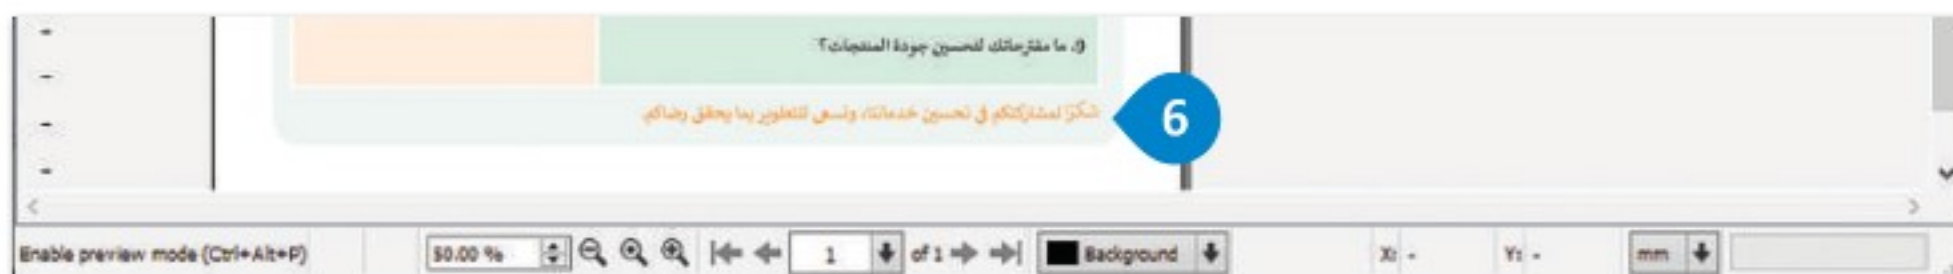 9. ما مقترحاتك لتحسين جودة المنتجات؟
شكرًا لمشاركتكم في تحسين خدماتنا، ونسعى للتطوير بما يحقق رضاكم.
6
Enable preview mode (Ctrl+Alt+P) 50.00 % 1 of 1 Background X: - Y: - mm